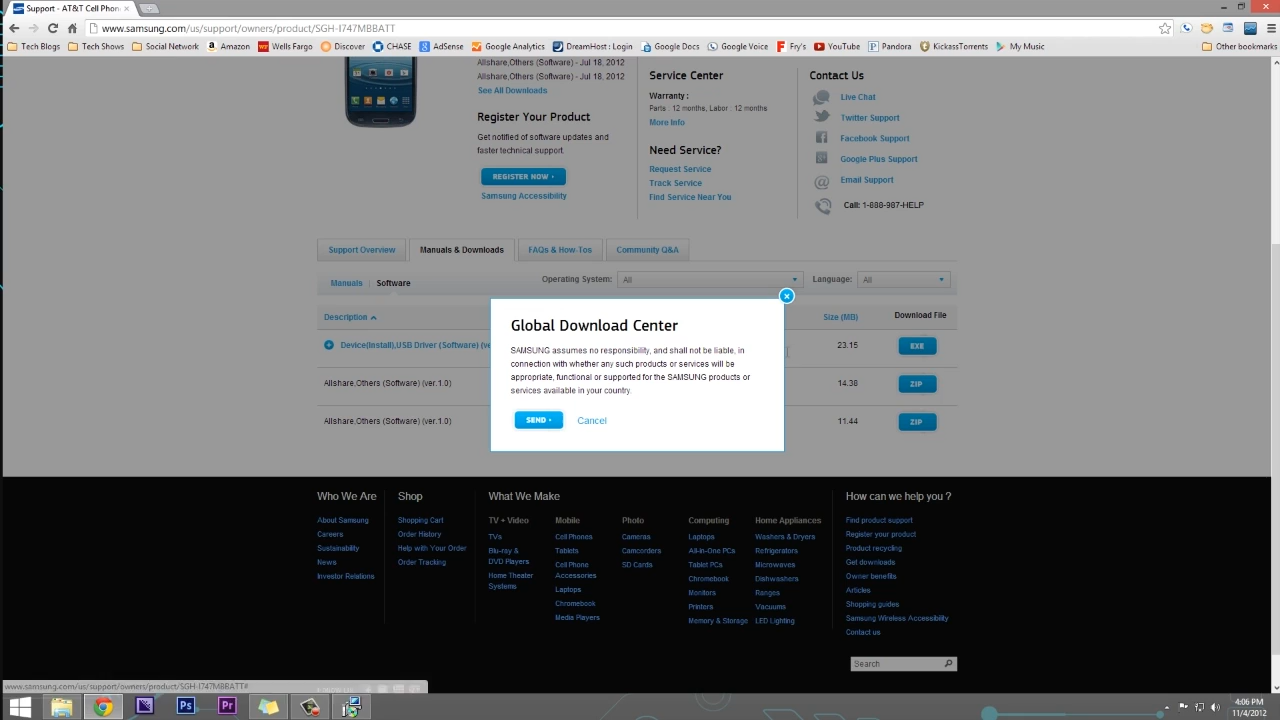 Support - AT&T Cell Phon
www.samsung.com/us/support/owners/product/SGH-I747MBBATT
Tech Blogs
Tech Shows
Social Network
Amazon
Wells Fargo
Discover
CHASE
AdSense
Google Analytics
DreamHost : Login
Google Docs
Google Voice
Fry's
YouTube
Pandora
KickassTorrents
My Music
Other bookmarks
Allshare,Others (Software) - Jul 18, 2012
Allshare,Others (Software) - Jul 18, 2012
See All Downloads
Register Your Product
Get notified of software updates and
faster technical support.
REGISTER NOW
Samsung Accessibility
Service Center
Warranty :
Parts : 12 months, Labor : 12 months
More Info
Need Service?
Request Service
Track Service
Find Service Near You
Contact Us
Live Chat
Twitter Support
Facebook Support
Google Plus Support
Email Support
Call: 1-888-987-HELP
Support Overview
Manuals & Downloads
FAQs & How-Tos
Community Q&A
Manuals | Software
Operating System: All
Language: All
Description
Size (MB)
Download File
Device(Install),USB Driver (Software) (ve
23.15
EXE
Allshare,Others (Software) (ver.1.0)
14.38
ZIP
Allshare,Others (Software) (ver.1.0)
11.44
ZIP
Global Download Center
SAMSUNG assumes no responsibility, and shall not be liable, in
connection with whether any such products or services will be
appropriate, functional or supported for the SAMSUNG products or
services available in your country.
SEND
Cancel
Who We Are
About Samsung
Careers
Sustainability
News
Investor Relations
Shop
Shopping Cart
Order History
Help with Your Order
Order Tracking
What We Make
TV + Video
TVs
Blu-ray &
DVD Players
Home Theater
Systems
Mobile
Cell Phones
Tablets
Cell Phone
Accessories
Laptops
Chromebook
Media Players
Photo
Cameras
Camcorders
SD Cards
Computing
Laptops
All-in-One PCs
Tablet PCs
Chromebook
Monitors
Printers
Memory & Storage
Home Appliances
Washers & Dryers
Refrigerators
Microwaves
Dishwashers
Ranges
Vacuums
LED Lighting
How can we help you ?
Find product support
Register your product
Product recycling
Get downloads
Owner benefits
Articles
Shopping guides
Samsung Wireless Accessibility
Contact us
Search
www.samsung.com/us/support/owners/product/SGH-I747MBBATT#
Ps
Pr
4:06 PM
11/4/2012